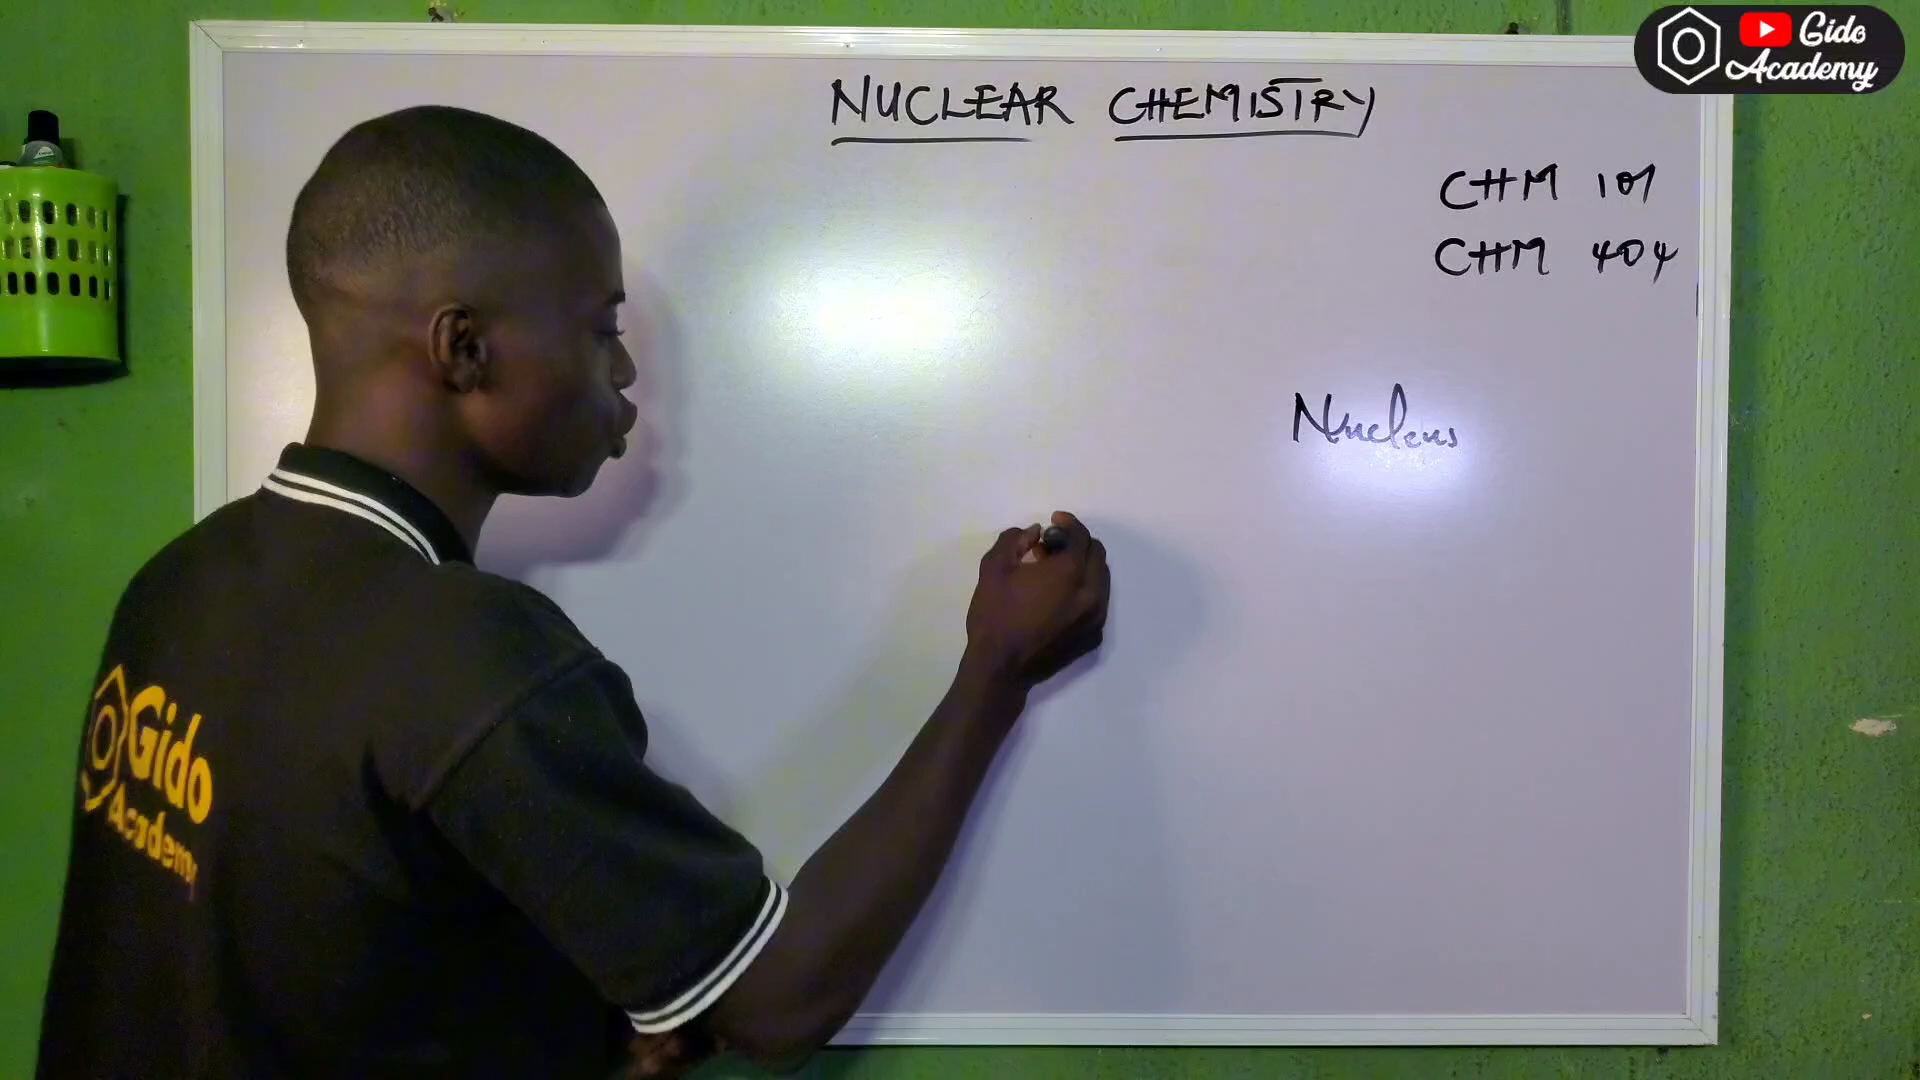 NUCLEAR CHEMISTRY
CHM 101
CHM 404
Nucleus
Gido
Academy
Gido
Academy